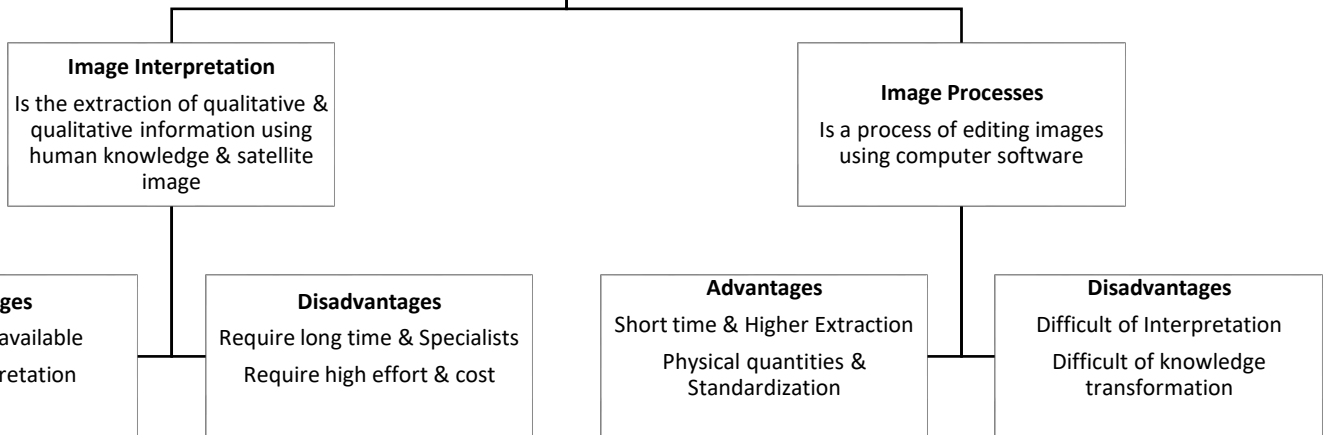 Image Interpretation
Is the extraction of qualitative &
qualitative information using
human knowledge & satellite
image
Image Processes
Is a process of editing images
using computer software
available
Disadvantages
Require long time & Specialists
Require high effort & cost
Advantages
Short time & Higher Extraction
Physical quantities &
Standardization
Disadvantages
Difficult of Interpretation
Difficult of knowledge
transformation